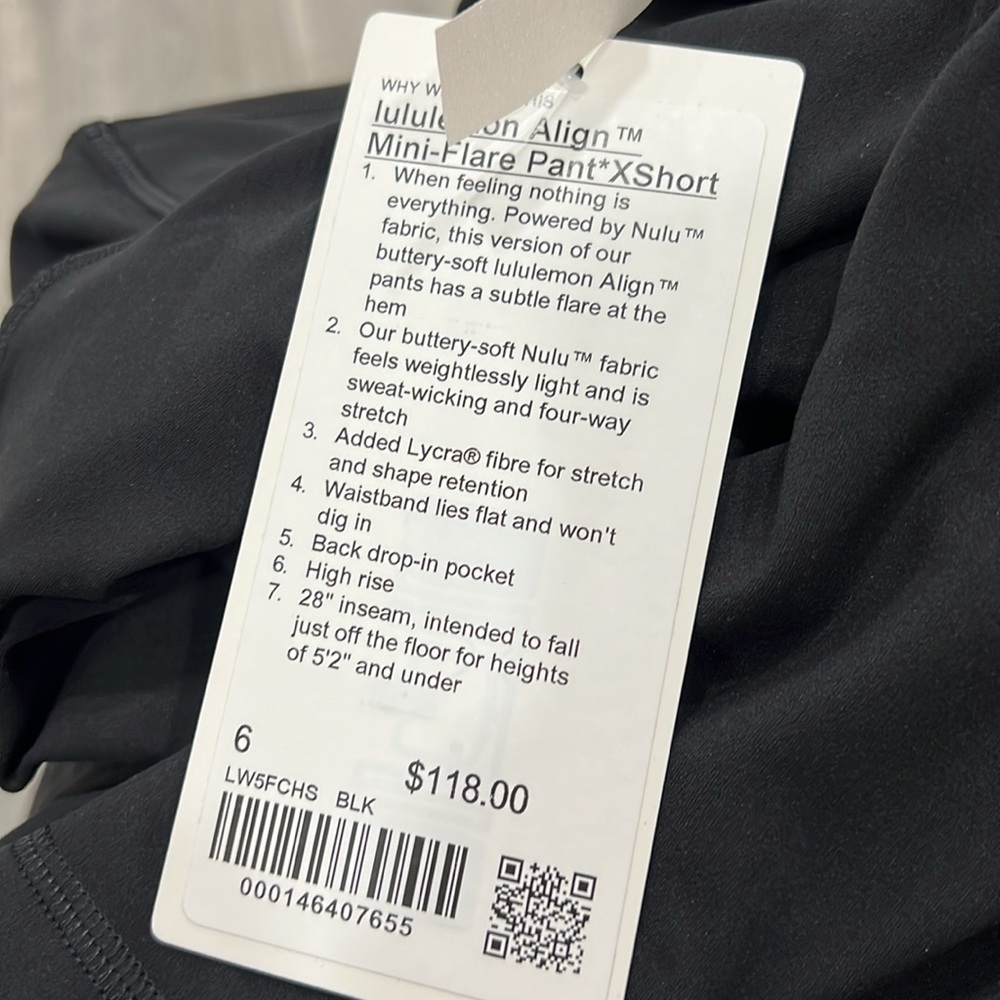 WHY W
lulul on Align™
Mini-Flare Pant*XShort
1. When feeling nothing is
everything. Powered by Nulu™
fabric, this version of our
buttery-soft lululemon Align™
pants has a subtle flare at the
hem
2. Our buttery-soft Nulu™ fabric
feels weightlessly light and is
sweat-wicking and four-way
stretch
3. Added Lycra® fibre for stretch
and shape retention
4. Waistband lies flat and won't
dig in
5. Back drop-in pocket
6. High rise
7. 28" inseam, intended to fall
just off the floor for heights
of 5'2" and under
6
$118.00
LW5FCHS BLK
000146407655